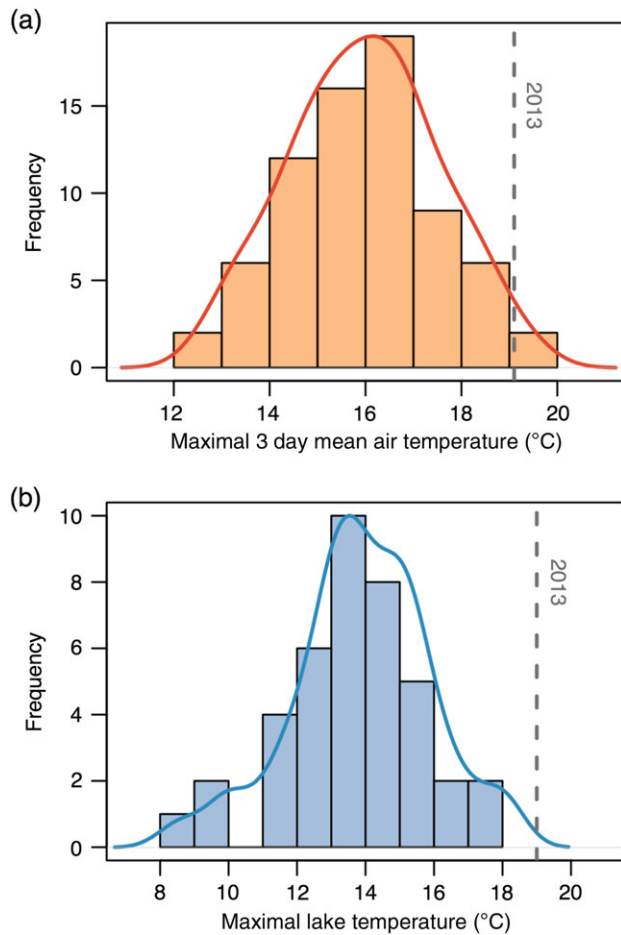 (a)
Frequency
15
10
5
0
2013
12 14 16 18 20
Maximal 3 day mean air temperature (°C)
(b)
Frequency
10
8
6
4
2
0
2013
8 10 12 14 16 18 20
Maximal lake temperature (°C)